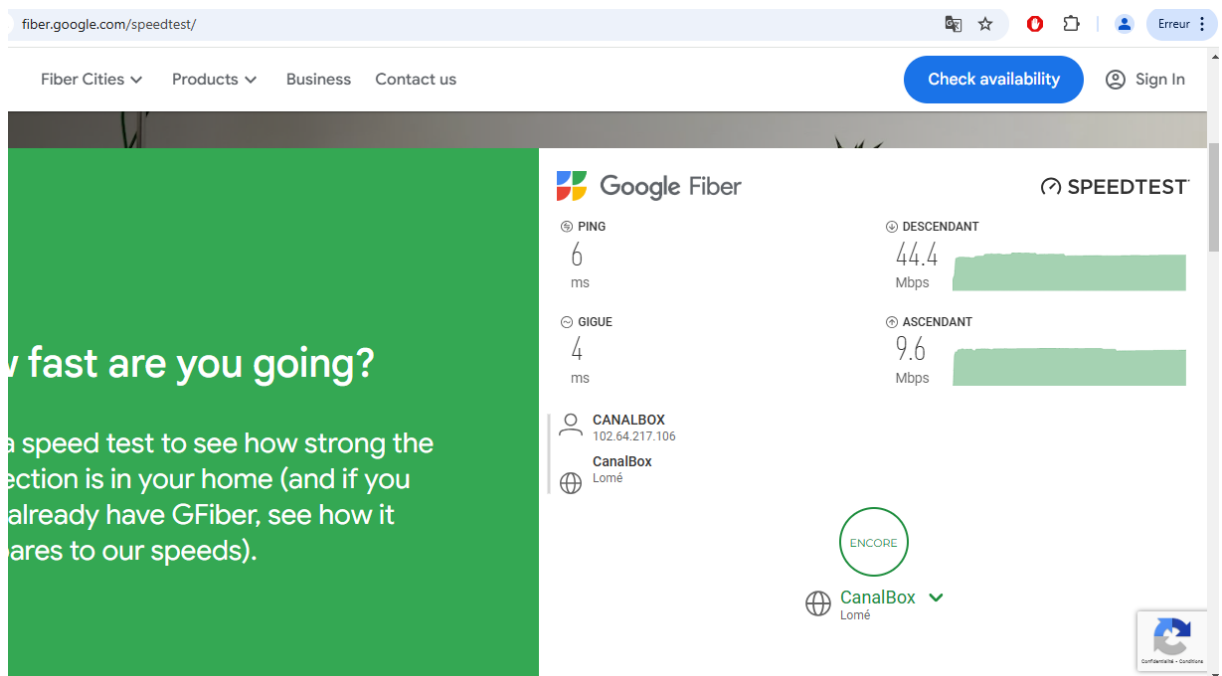 fiber.google.com/speedtest/
Erreur
Fiber Cities
Products
Business
Contact us
Check availability
Sign In
Google Fiber
SPEEDTEST
PING
6
ms
DESCENDANT
44.4
Mbps
GIGUE
4
ms
ASCENDANT
9.6
Mbps
CANALBOX
102.64.217.106
CanalBox
Lomé
ENCORE
CanalBox
Lomé
fast are you going?
speed test to see how strong the
ection is in your home (and if you
already have GFiber, see how it
ares to our speeds).
Confidentialité - Conditions